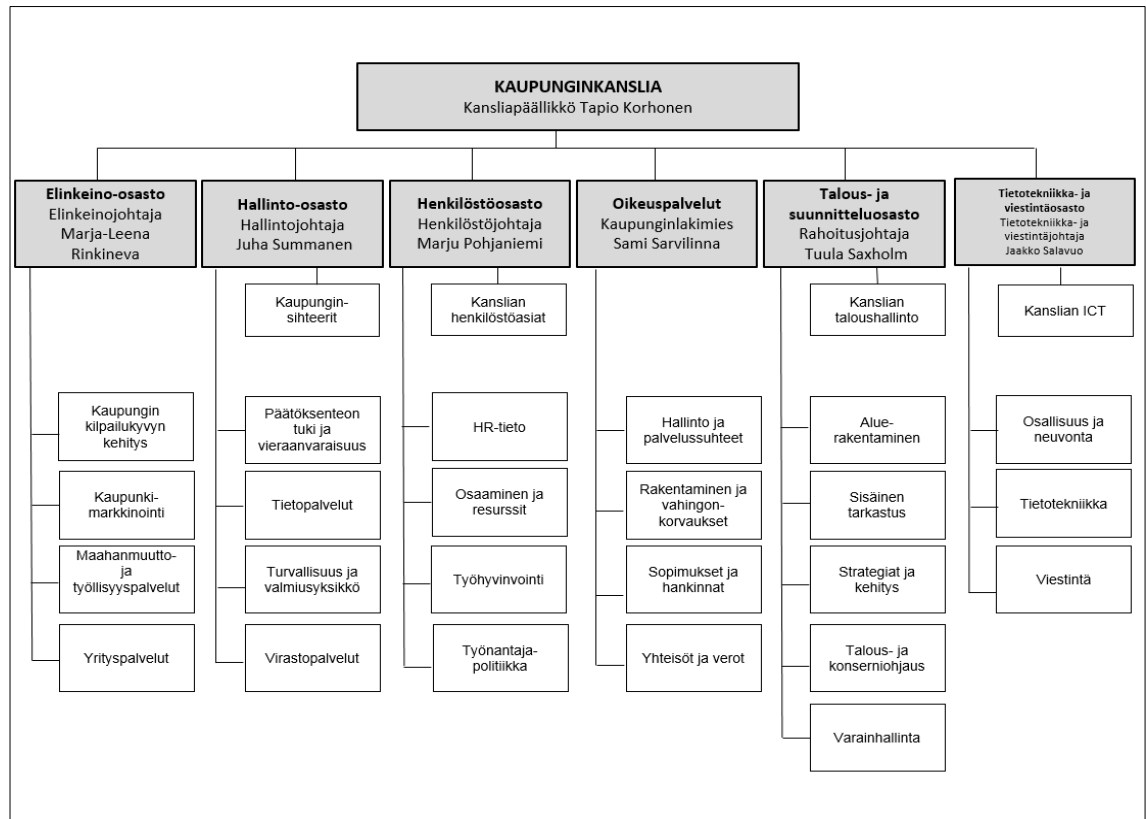 KAUPUNGINKANSLIA
Kansliapäällikkö Tapio Korhonen
Elinkeino-osasto
Elinkeinojohtaja
Marja-Leena
Rinkineva
Hallinto-osasto
Hallintojohtaja
Juha Summanen
Henkilöstöosasto
Henkilöstöjohtaja
Marju Pohjaniemi
Oikeuspalvelut
Kaupunginlakimies
Sami Sarvilinna
Talous- ja
suunnitteluosasto
Rahoitusjohtaja
Tuula Saxholm
Tietotekniikka- ja
viestintäosasto
Tietotekniikka- ja
viestintäjohtaja
Jaakko Salavuo
Kaupungin-
sihteerit
Kanslian
henkilöstöasiat
Kanslian
taloushallinto
Kanslian ICT
Kaupungin
kilpailukyvyn
kehitys
Kaupunki-
markkinointi
Maahanmuutto-
ja
työllisyyspalvelut
Yrityspalvelut
Päätöksenteon
tuki ja
vieraanvaraisuus
Tietopalvelut
Turvallisuus ja
valmiusyksikkö
Virastopalvelut
HR-tieto
Osaaminen ja
resurssit
Työhyvinvointi
Työnantaja-
politiikka
Hallinto ja
palvelussuhteet
Rakentaminen ja
vahingon-
korvaukset
Sopimukset ja
hankinnat
Yhteisöt ja verot
Alue-
rakentaminen
Sisäinen
tarkastus
Strategiat ja
kehitys
Talous- ja
konserniohjaus
Varainhallinta
Osallisuus ja
neuvonta
Tietotekniikka
Viestintä